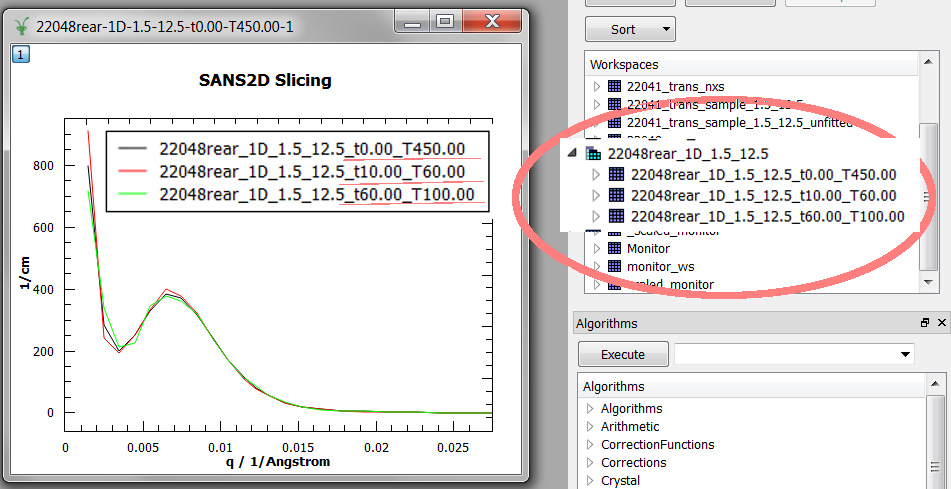 22048rear-1D-1.5-12.5-t0.00-T450.00-1
1
SANS2D Slicing
22048rear_1D_1.5_12.5_t0.00_T450.00
22048rear_1D_1.5_12.5_t10.00_T60.00
22048rear_1D_1.5_12.5_t60.00_T100.00
1/cm
800
600
400
200
0
0 0.005 0.01 0.015 0.02 0.025
q / 1/Angstrom
Sort
Workspaces
22041_trans_nxs
22041_trans_sample_1.5_12.5
22041_trans_sample_1.5_12.5_unfitted
22048rear_1D_1.5_12.5
22048rear_1D_1.5_12.5_t0.00_T450.00
22048rear_1D_1.5_12.5_t10.00_T60.00
22048rear_1D_1.5_12.5_t60.00_T100.00
Monitor
monitor_ws
Algorithms
Execute
Algorithms
Algorithms
Arithmetic
CorrectionFunctions
Corrections
Crystal